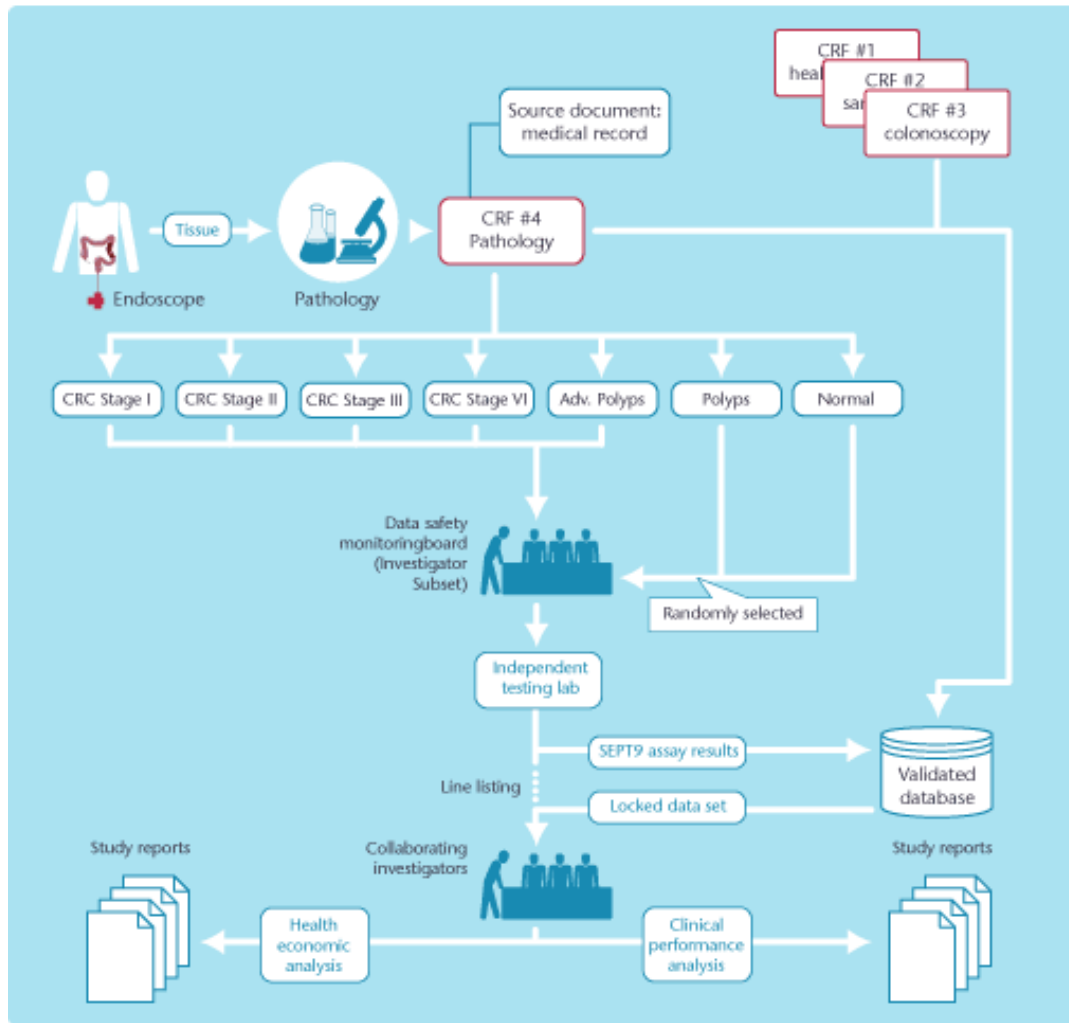 CRF #1
CRF #2
CRF #3
colonoscopy
Source document:
medical record
Tissue
CRF #4
Pathology
Endoscope
Pathology
CRC Stage I
CRC Stage II
CRC Stage III
CRC Stage VI
Adv. Polyps
Polyps
Normal
Data safety
monitoringboard
(Investigator
Subset)
Randomly selected
Independent
testing lab
SEPT9 assay results
Line listing
Validated
database
Locked data set
Study reports
Collaborating
investigators
Study reports
Health
economic
analysis
Clinical
performance
analysis